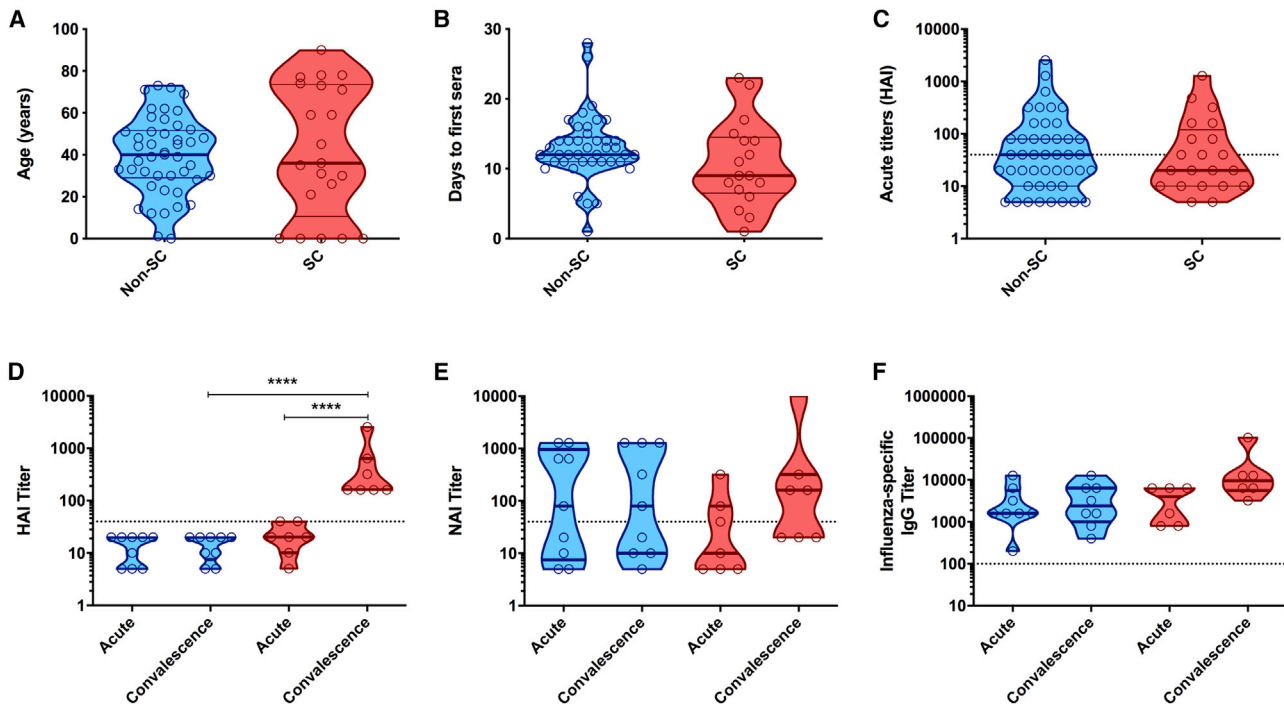 A
Age (years)
100
80
60
40
20
0
Non-SC
SC
B
Days to first sera
30
20
10
0
Non-SC
SC
C
Acute titers (HAI)
10000
1000
100
10
1
Non-SC
SC
D
HAI Titer
10000
1000
100
10
1
****
****
Acute
Convalescence
Acute
Convalescence
E
NAI Titer
10000
1000
100
10
1
Acute
Convalescence
Acute
Convalescence
F
Influenza-specific
IgG Titer
1000000
100000
10000
1000
100
10
Acute
Convalescence
Acute
Convalescence